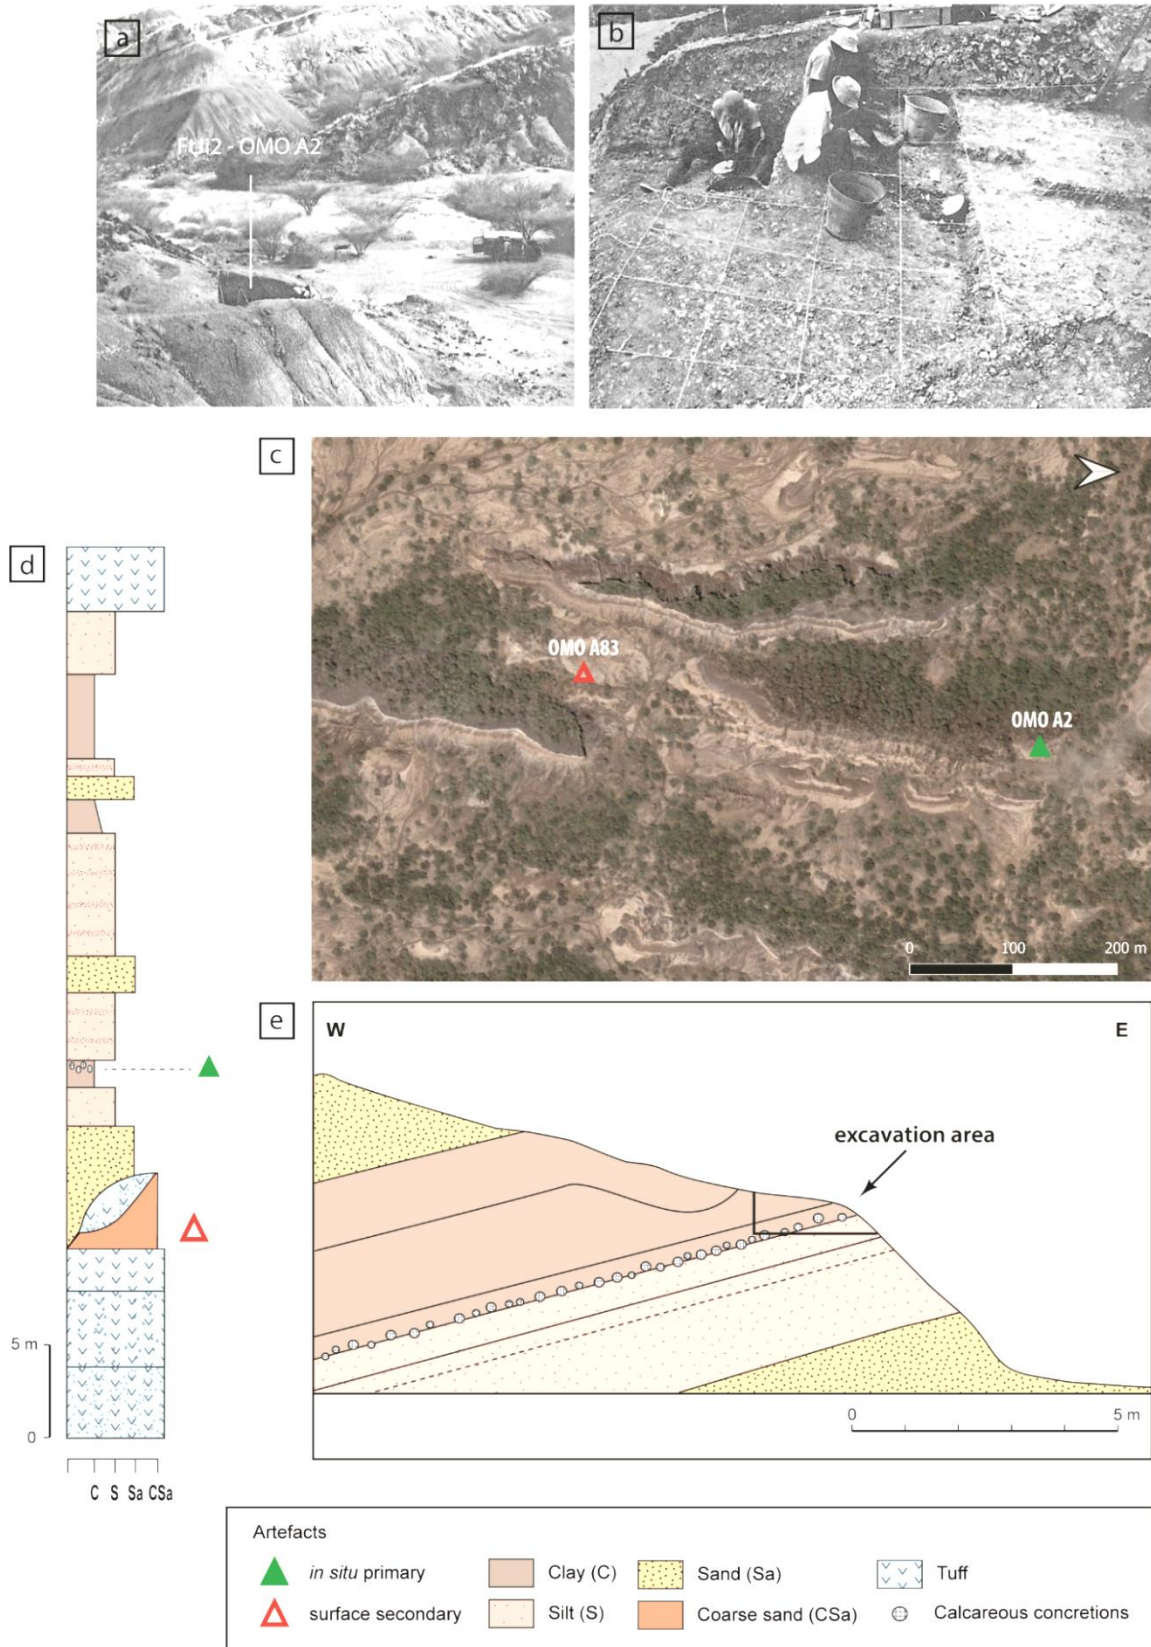 a
FUI2 - OMO A2
b
c
OMO A83
OMO A2
0 100 200 m
d
5 m
0
C S Sa CSa
e
W E
excavation area
0 5 m
Artefacts
in situ primary
surface secondary
Clay (C)
Silt (S)
Sand (Sa)
Coarse sand (CSa)
Tuff
Calcareous concretions